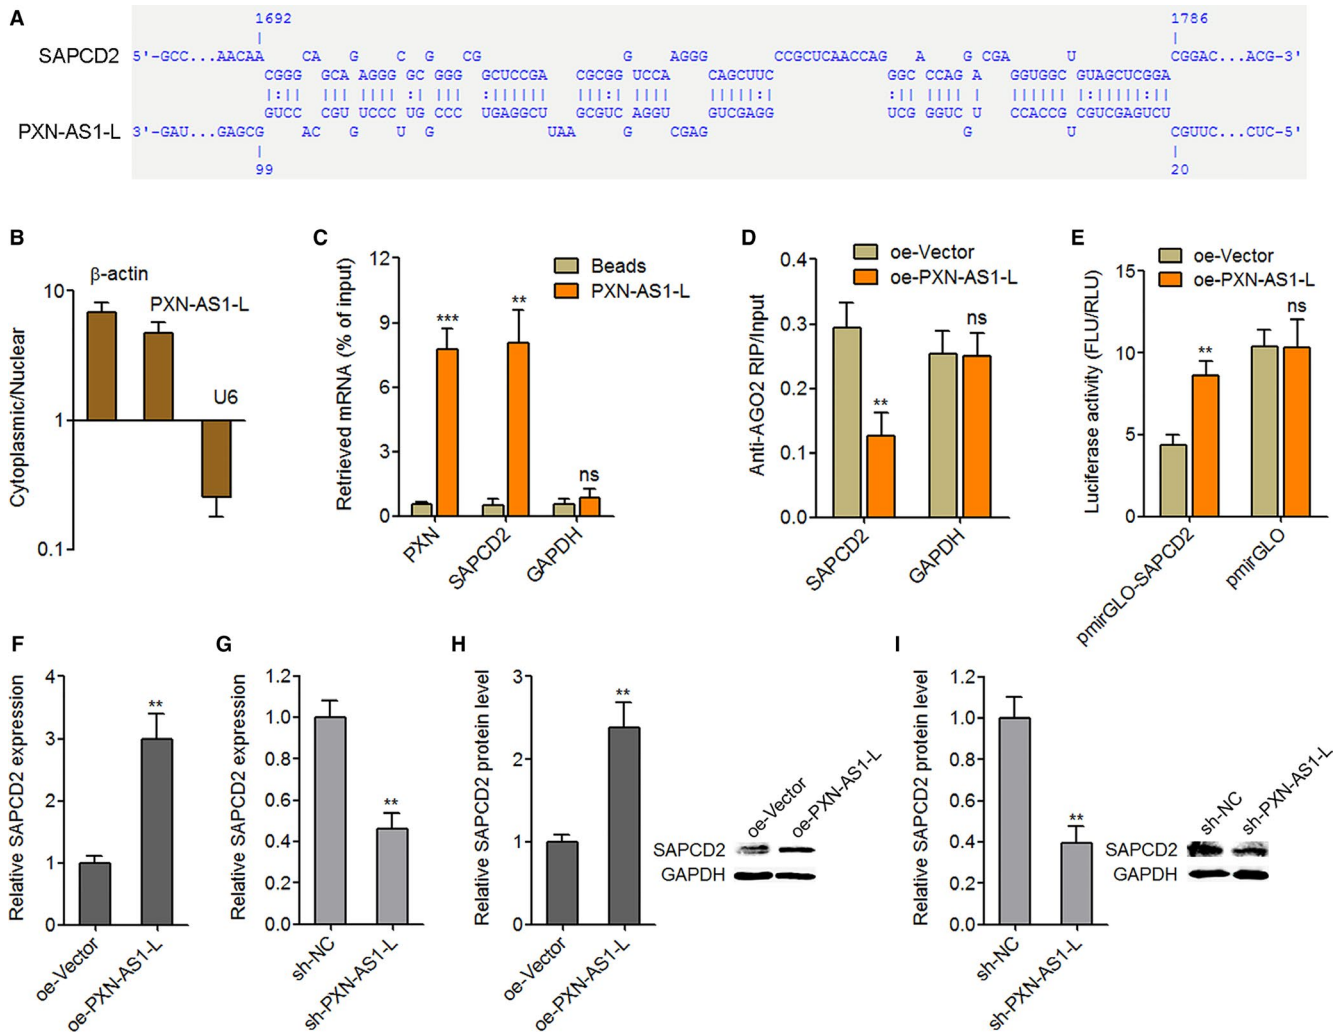 A
1692 1786
| |
SAPCD2 5'-GCC...AACAA CA G C G CG G AGGG CCGCUCAACCAG A G CGA U CGGAC...ACG-3'
CGGG GCA AGGG GC GGG GCUCCGA CGCGG UCCA CAGCUUC GGC CCAG A GGUGGC GUAGCUCGGA
|:|| ||| |||| :| ||| :|||||| |||:| |||| |||||:| :|| |||| | |||||| |:|||||:||
GUCC CGU UCCC UG CCC UGAGGCU GCGUC AGGU GUCGAGG UCG GGUC U CCACCG CGUCGAGUCU
PXN-AS1-L 3'-GAU...GAGCG AC G U G UAA G CGAG G U CGUUC...CUC-5'
| |
99 20
B
Cytoplasmic/Nuclear
10
1
0.1
β-actin
PXN-AS1-L
U6
C
Retrieved mRNA (% of input)
12
9
6
3
0
Beads
PXN-AS1-L
***
**
ns
PXN
SAPCD2
GAPDH
D
Anti-AGO2 RIP/Input
0.4
0.3
0.2
0.1
0.0
oe-Vector
oe-PXN-AS1-L
**
ns
SAPCD2
GAPDH
E
Luciferase activity (FLU/RLU)
15
10
5
0
oe-Vector
oe-PXN-AS1-L
**
ns
pmirGLO-SAPCD2
pmirGLO
F
Relative SAPCD2 expression
4
3
2
1
0
**
oe-Vector
oe-PXN-AS1-L
G
Relative SAPCD2 expression
1.2
1.0
0.8
0.6
0.4
0.2
0.0
**
sh-NC
sh-PXN-AS1-L
H
Relative SAPCD2 protein level
3
2
1
0
**
oe-Vector
oe-PXN-AS1-L
oe-Vector
oe-PXN-AS1-L
SAPCD2
GAPDH
I
Relative SAPCD2 protein level
1.2
1.0
0.8
0.6
0.4
0.2
0.0
**
sh-NC
sh-PXN-AS1-L
sh-NC
sh-PXN-AS1-L
SAPCD2
GAPDH